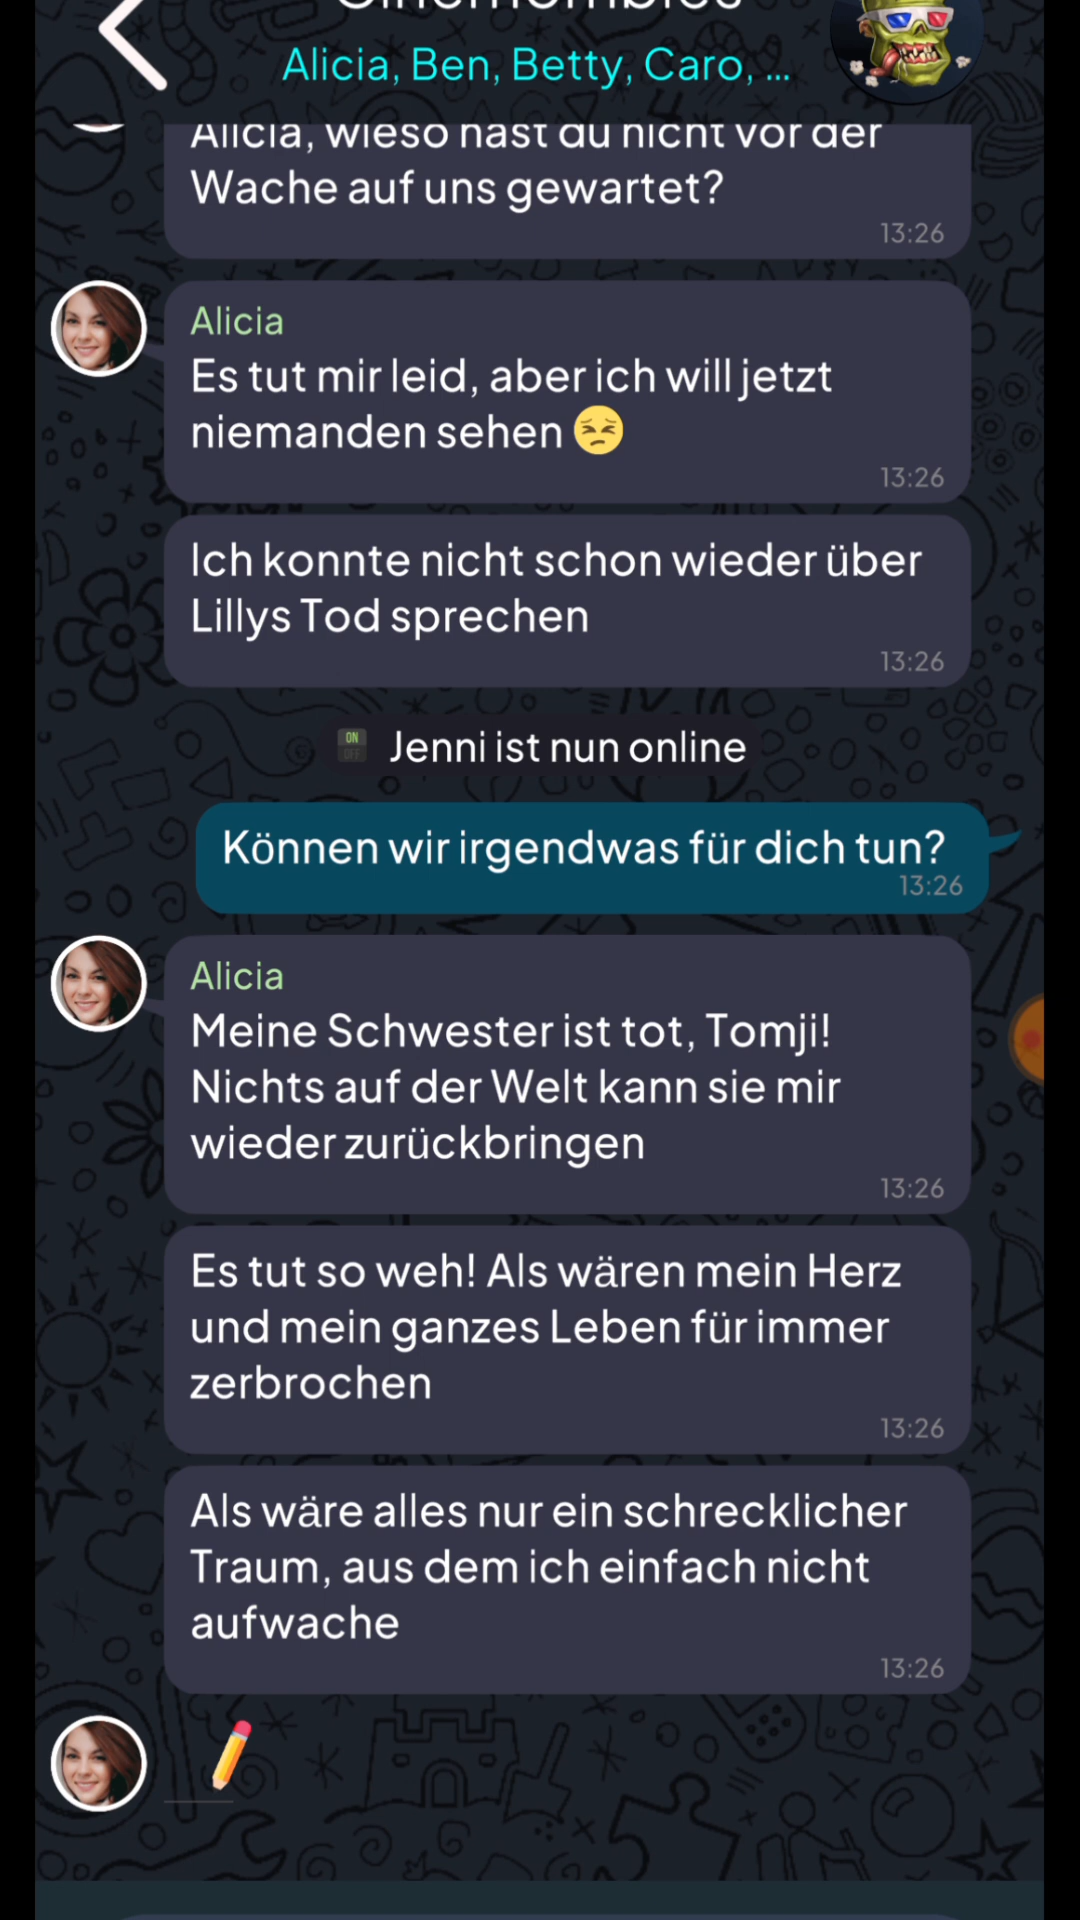 Alicia, Ben, Betty, Caro, ...
Alicia, wieso hast du nicht vor der
Wache auf uns gewartet?
13:26
Alicia
Es tut mir leid, aber ich will jetzt
niemanden sehen 😣
13:26
Ich konnte nicht schon wieder über
Lillys Tod sprechen
13:26
ON
OFF
Jenni ist nun online
Können wir irgendwas für dich tun?
13:26
Alicia
Meine Schwester ist tot, Tomji!
Nichts auf der Welt kann sie mir
wieder zurückbringen
13:26
Es tut so weh! Als wären mein Herz
und mein ganzes Leben für immer
zerbrochen
13:26
Als wäre alles nur ein schrecklicher
Traum, aus dem ich einfach nicht
aufwache
13:26